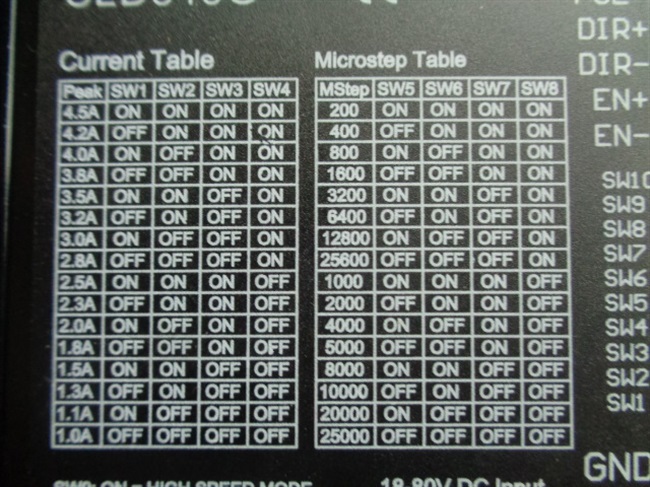 Current Table
Peak SW1 SW2 SW3 SW4
4.5A ON ON ON ON
4.2A OFF ON ON ON
4.0A ON OFF ON ON
3.8A OFF OFF ON ON
3.5A ON ON OFF ON
3.2A OFF ON OFF ON
3.0A ON OFF OFF ON
2.8A OFF OFF OFF ON
2.5A ON ON ON OFF
2.3A OFF ON ON OFF
2.0A ON OFF ON OFF
1.8A OFF OFF ON OFF
1.5A ON ON OFF OFF
1.3A OFF ON OFF OFF
1.1A ON OFF OFF OFF
1.0A OFF OFF OFF OFF
Microstep Table
MStep SW5 SW6 SW7 SW8
200 ON ON ON ON
400 OFF ON ON ON
800 ON OFF ON ON
1600 OFF OFF ON ON
3200 ON ON OFF ON
6400 OFF ON OFF ON
12800 ON OFF OFF ON
25600 OFF OFF OFF ON
1000 ON ON ON OFF
2000 OFF ON ON OFF
4000 ON OFF ON OFF
5000 OFF OFF ON OFF
8000 ON ON OFF OFF
10000 OFF ON OFF OFF
20000 ON OFF OFF OFF
25000 OFF OFF OFF OFF
DIR+
DIR-
EN+
EN-
SW10
SW9
SW8
SW7
SW6
SW5
SW4
SW3
SW2
SW1
GND
SW9: ON = HIGH SPEED MODE
18-80V DC Input